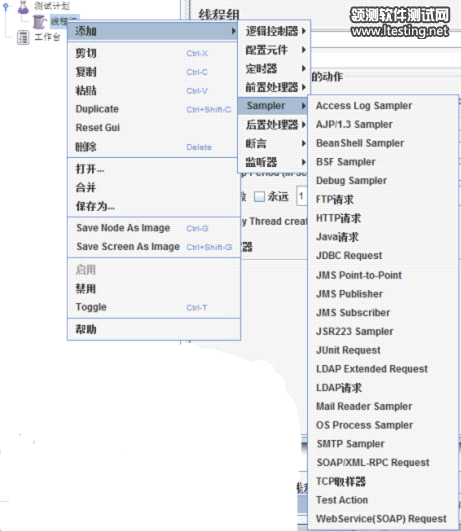 测试计划
线程组
工作台
线程组
领测软件测试网
www.ltesting.net
添加
剪切 Ctrl-X
复制 Ctrl-C
粘贴 Ctrl-V
Duplicate Ctrl+Shift-C
Reset Gui
删除 Delete
打开...
合并
保存为...
Save Node As Image Ctrl-G
Save Screen As Image Ctrl+Shift-G
启用
禁用
Toggle Ctrl-T
帮助
逻辑控制器
配置元件
定时器
前置处理器
Sampler
后置处理器
断言
监听器
的动作
永远 1
Access Log Sampler
AJP/1.3 Sampler
BeanShell Sampler
BSF Sampler
Debug Sampler
FTP请求
HTTP请求
Java请求
JDBC Request
JMS Point-to-Point
JMS Publisher
JMS Subscriber
JSR223 Sampler
JUnit Request
LDAP Extended Request
LDAP请求
Mail Reader Sampler
OS Process Sampler
SMTP Sampler
SOAP/XML-RPC Request
TCP取样器
Test Action
WebService(SOAP) Request